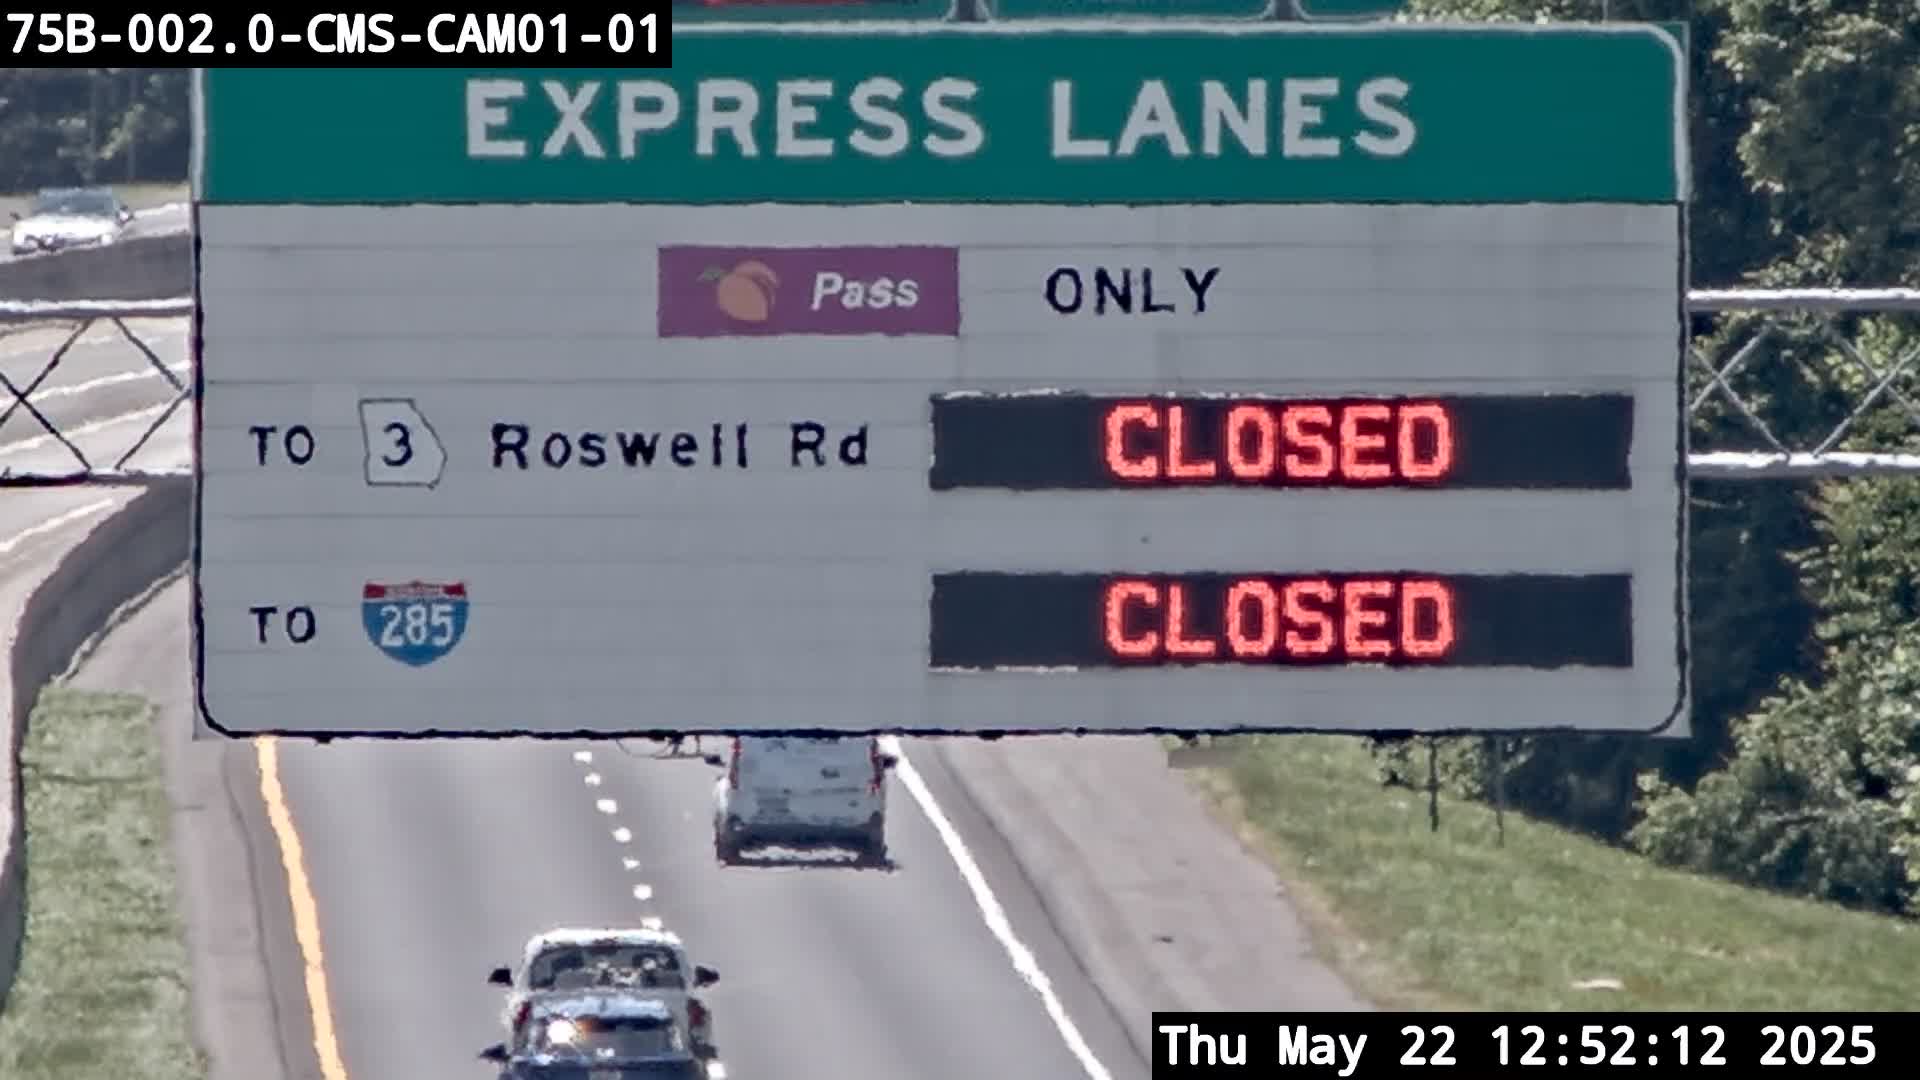 75B-002.0-CMS-CAM01-01
EXPRESS LANES
Pass ONLY
TO 3 Roswell Rd CLOSED
TO 285 CLOSED
Thu May 22 12:52:12 2025